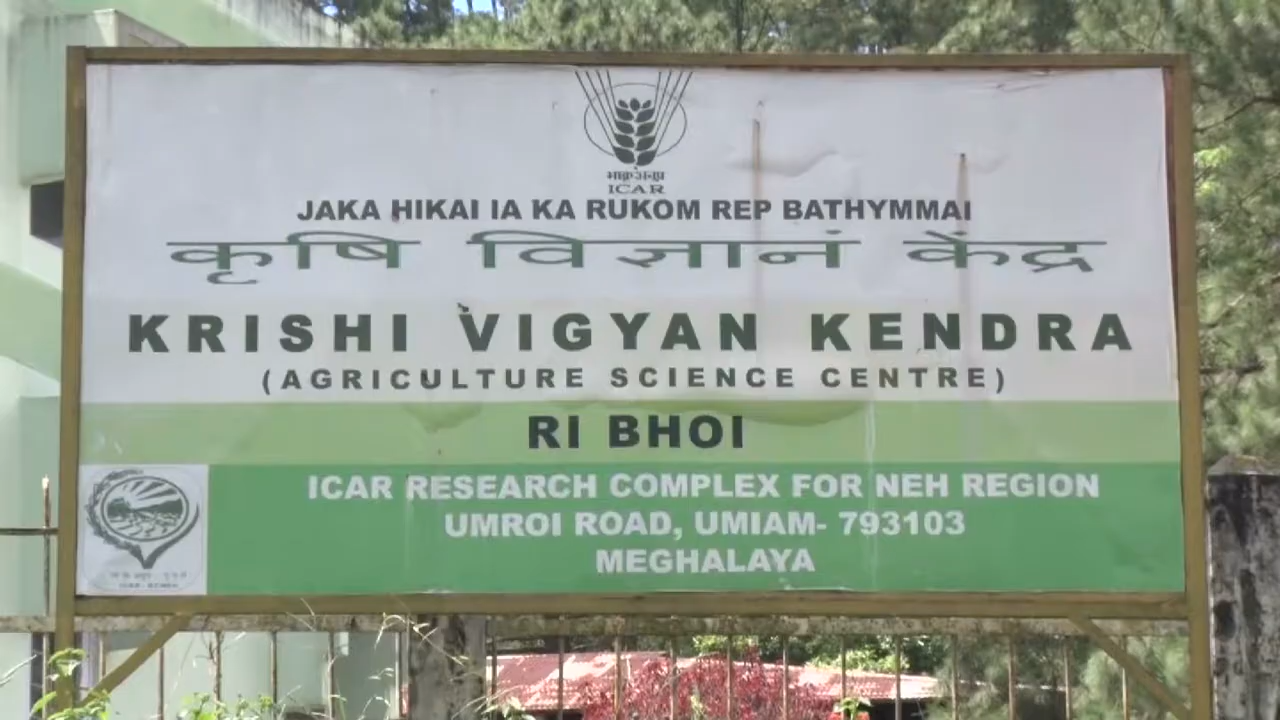 भाकृअनुप
ICAR
JAKA HIKAI IA KA RUKOM REP BATHYMMAI
कृषि विज्ञानं केंद्र
KRISHI VIGYAN KENDRA
(AGRICULTURE SCIENCE CENTRE)
RI BHOI
ICAR RESEARCH COMPLEX FOR NEH REGION
UMROI ROAD, UMIAM- 793103
MEGHALAYA